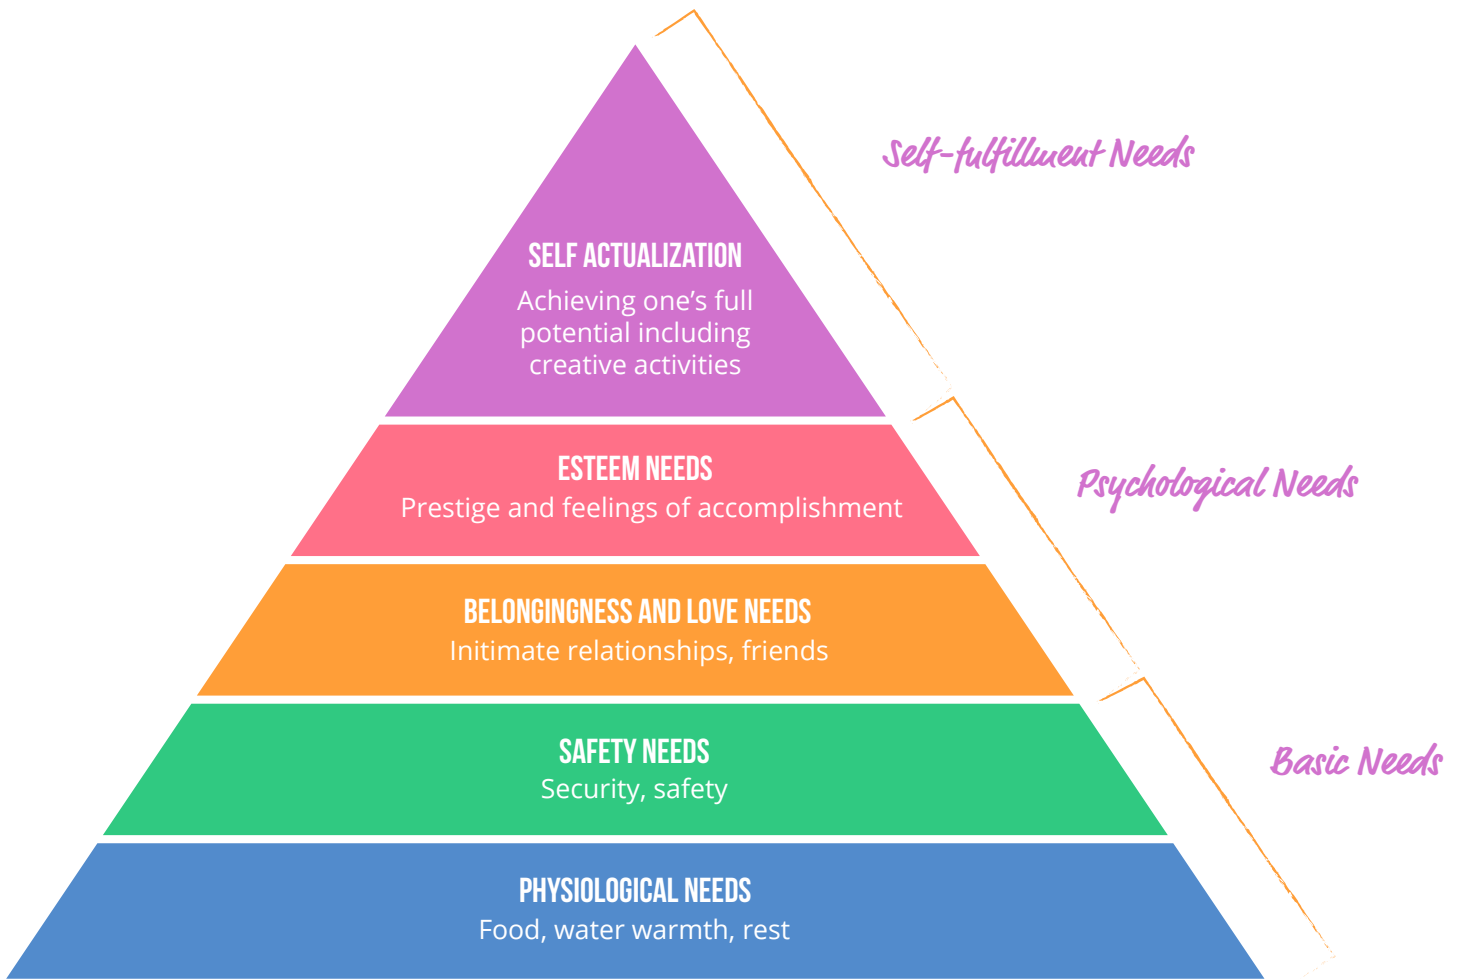 Self-fulfillment Needs
SELF ACTUALIZATION
Achieving one’s full
potential including
creative activities
ESTEEM NEEDS
Prestige and feelings of accomplishment
Psychological Needs
BELONGINGNESS AND LOVE NEEDS
Initimate relationships, friends
SAFETY NEEDS
Security, safety
Basic Needs
PHYSIOLOGICAL NEEDS
Food, water warmth, rest